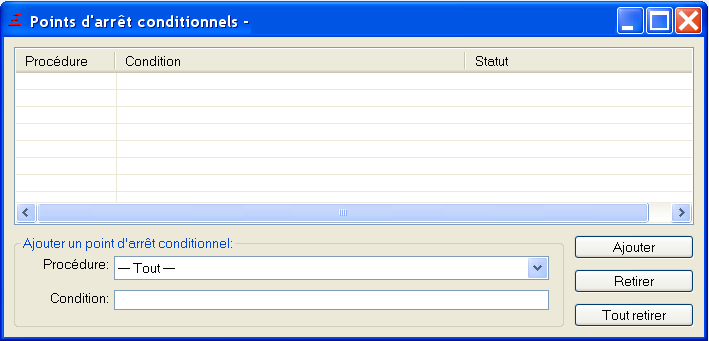 Points d'arrêt conditionnels -
Procédure Condition Statut
Ajouter un point d'arrêt conditionnel:
Procédure: — Tout —
Condition:
Ajouter
Retirer
Tout retirer